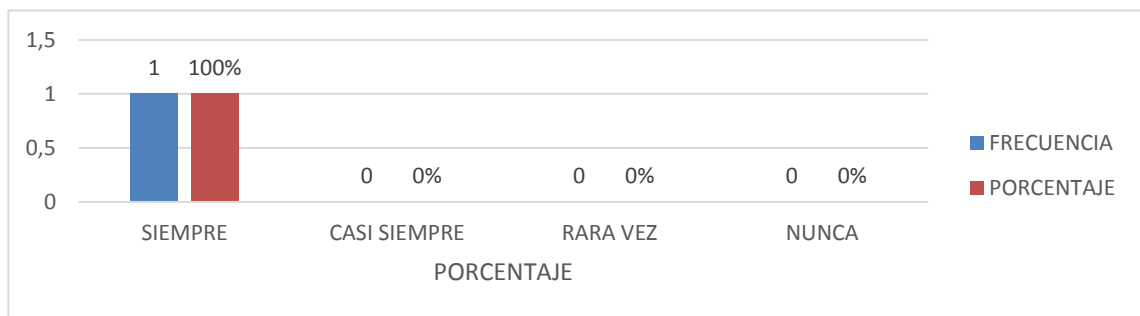 1,5
1 100%
1
0,5
0 0% 0 0% 0 0%
0
SIEMPRE CASI SIEMPRE RARA VEZ NUNCA
PORCENTAJE
FRECUENCIA
PORCENTAJE